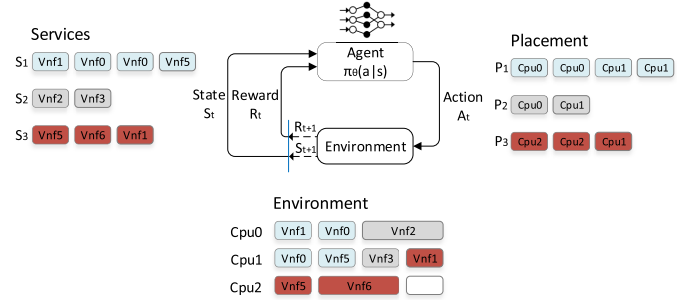 Services
S1 Vnf1 Vnf0 Vnf0 Vnf5
S2 Vnf2 Vnf3
S3 Vnf5 Vnf6 Vnf1
Agent
πθ(a|s)
State
St
Reward
Rt
Action
At
Rt+1
St+1
Environment
Placement
P1 Cpu0 Cpu0 Cpu1 Cpu1
P2 Cpu0 Cpu1
P3 Cpu2 Cpu2 Cpu1
Environment
Cpu0 Vnf1 Vnf0 Vnf2
Cpu1 Vnf0 Vnf5 Vnf3 Vnf1
Cpu2 Vnf5 Vnf6